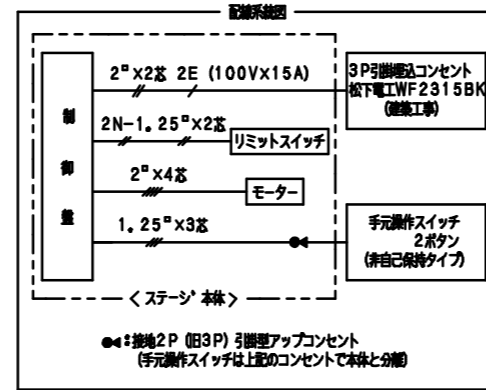 配線系統図
2□×2芯 2E (100V×15A)
3P引掛埋込コンセント
松下電工WF2315BK
(建築工事)
制御盤
2N-1.25□×2芯
リミットスイッチ
2□×4芯
モーター
1.25□×3芯
手元操作スイッチ
2ボタン
(非自己保持タイプ)
＜ステージ本体＞
:接地2P (旧3P) 引掛型アップコンセント
(手元操作スイッチは上記のコンセントで本体と分離)